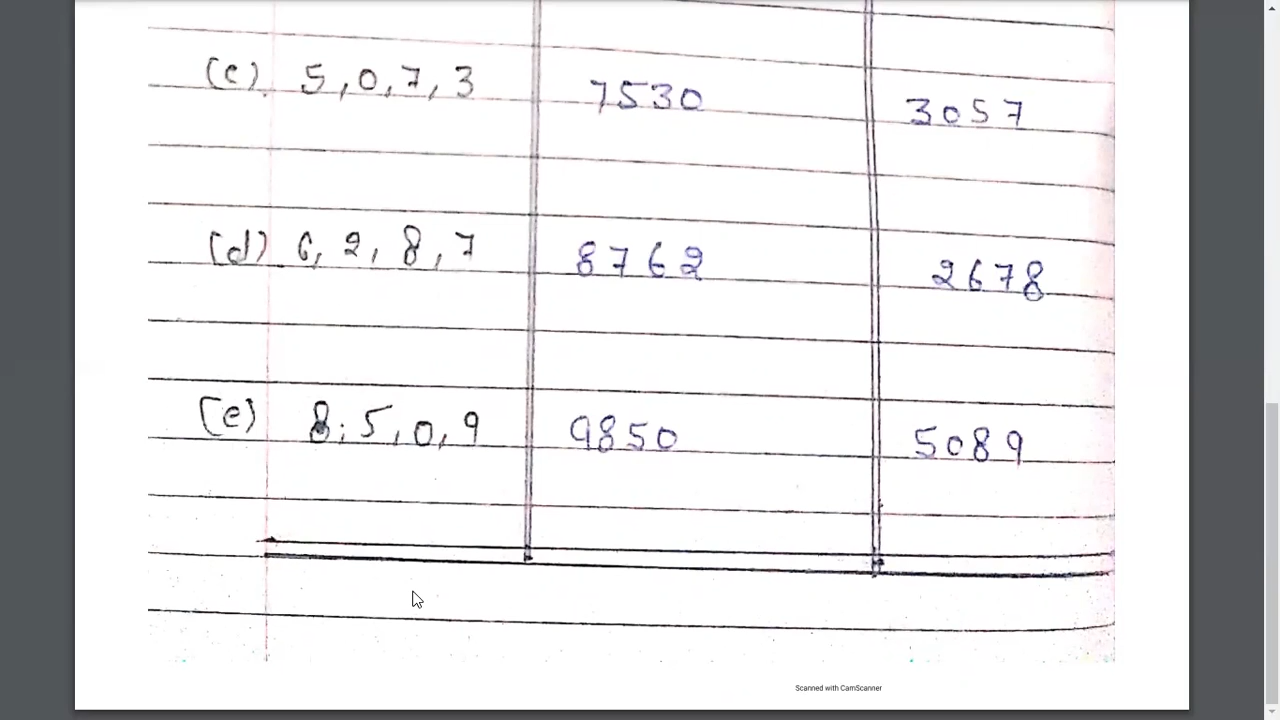 (c) 5,0,7,3 7530 3057
(d) 6, 2, 8, 7 8762 2678
(e) 8, 5, 0, 9 9850 5089
Scanned with CamScanner